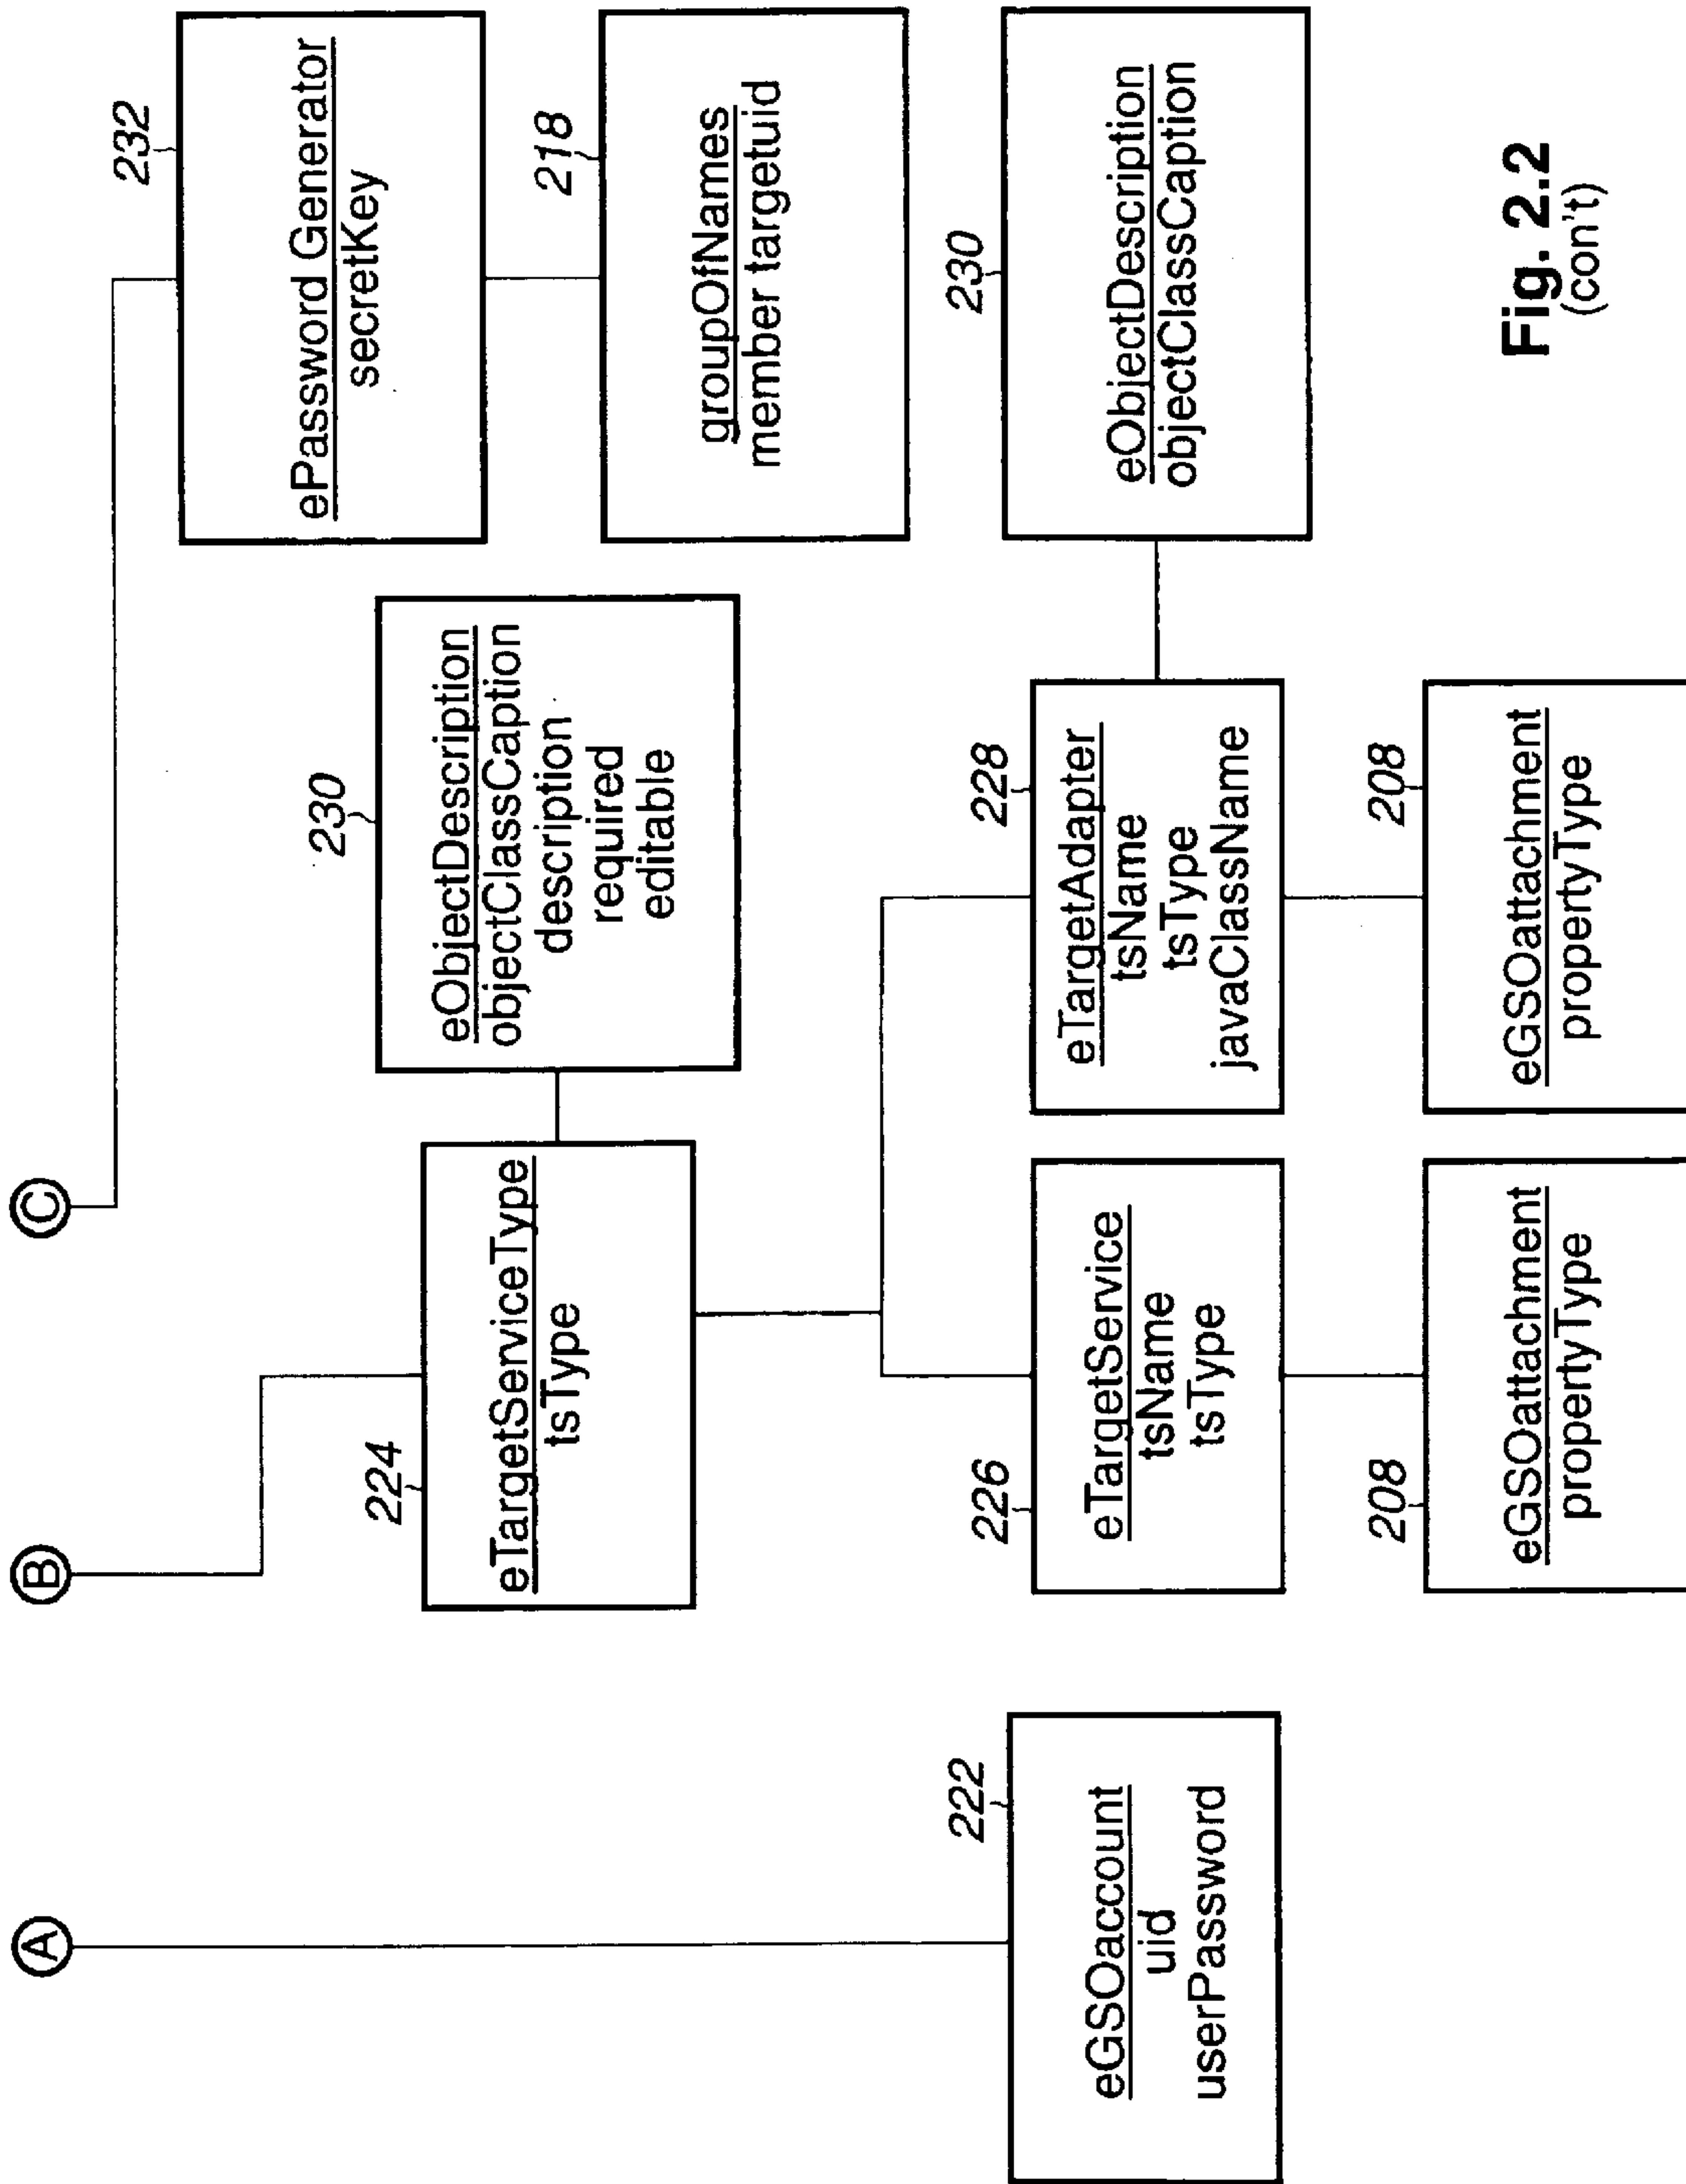 A
B
C
232
ePassword Generator
secretKey
218
groupOfNames
member targetuid
224
eTargetServiceType
tsType
230
eObjectDescription
objectClassCaption
description
required
editable
222
eGSOaccount
uid
userPassword
226
eTargetService
tsName
tsType
228
eTargetAdapter
tsName
tsType
javaClassName
230
eObjectDescription
objectClassCaption
208
eGSOattachment
propertyType
208
eGSOattachment
propertyType
Fig. 2.2
(con't)